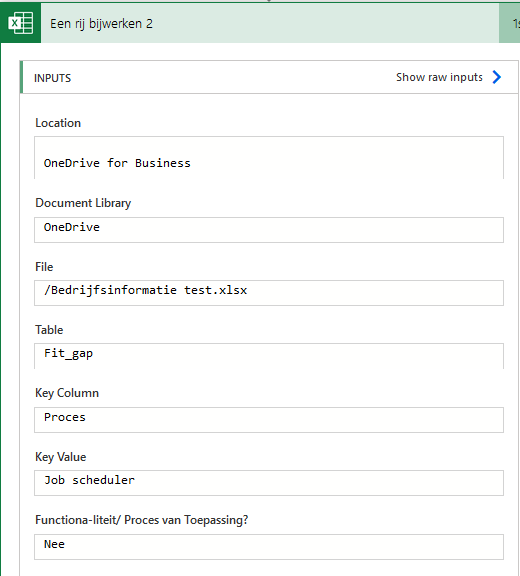 Een rij bijwerken 2
INPUTS
Show raw inputs
Location
OneDrive for Business
Document Library
OneDrive
File
/Bedrijfsinformatie test.xlsx
Table
Fit_gap
Key Column
Proces
Key Value
Job scheduler
Functiona-liteit/ Proces van Toepassing?
Nee